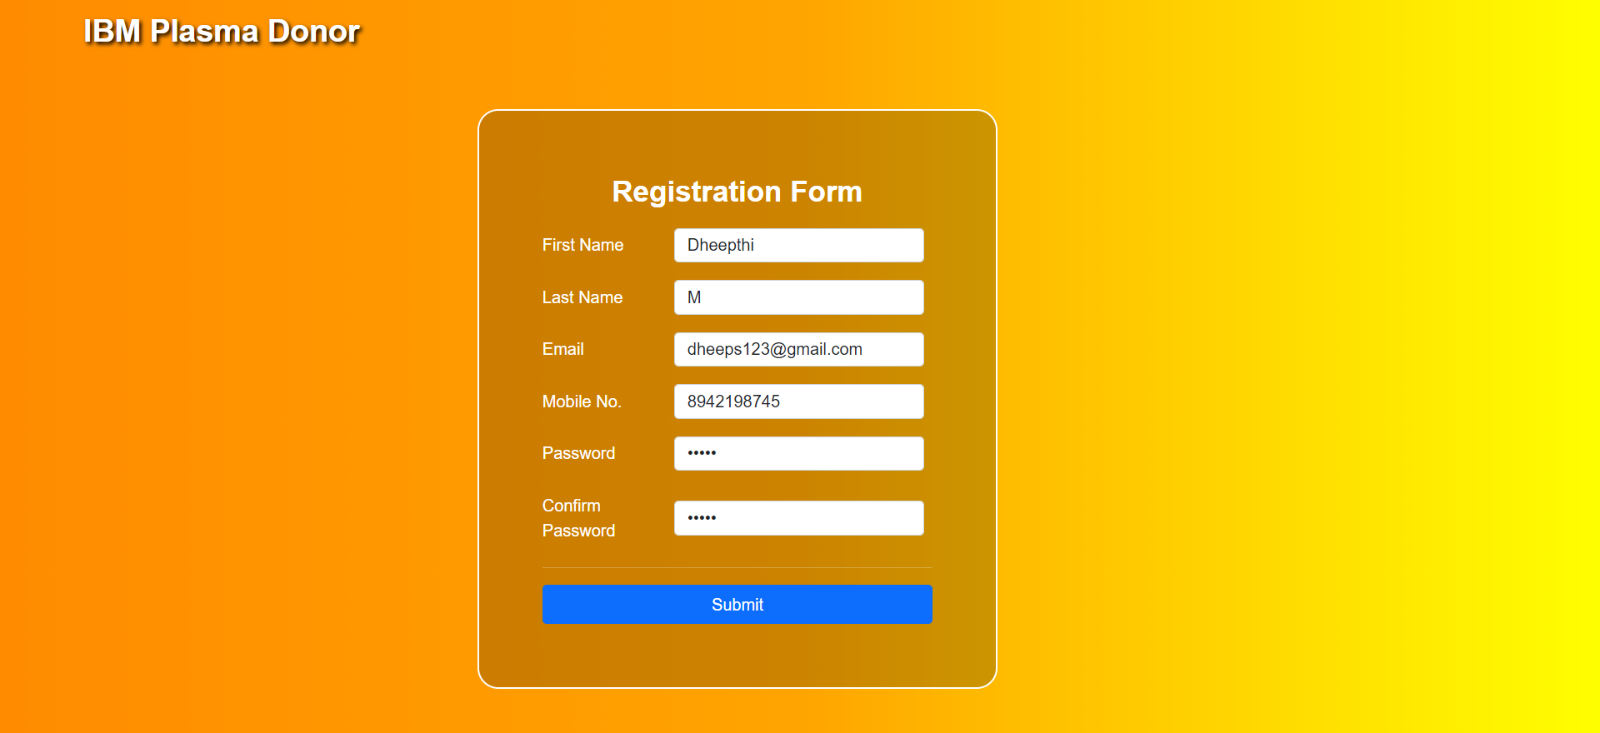 IBM Plasma Donor
Registration Form
First Name Dheepthi
Last Name M
Email dheeps123@gmail.com
Mobile No. 8942198745
Password •••••
Confirm
Password •••••
Submit